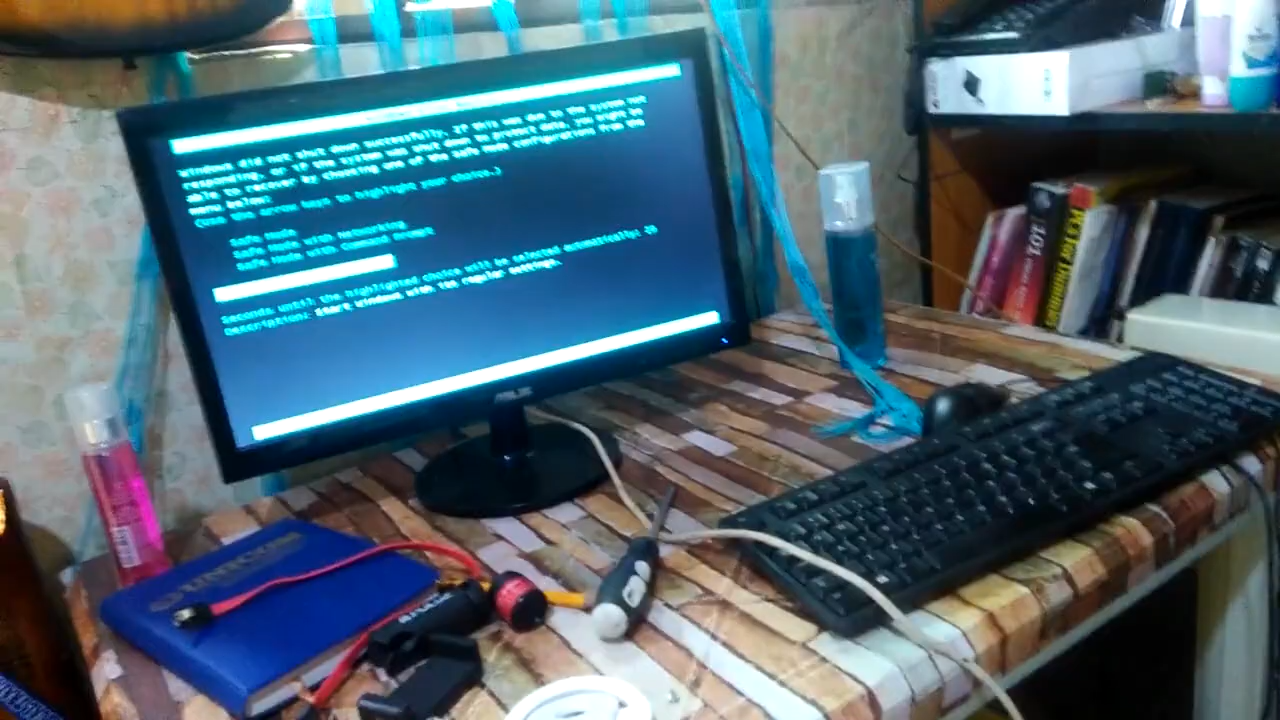 Windows did not shut down successfully. If this was due to the system not
responding, or if the system was shut down to protect data, you might be
able to recover by choosing one of the Safe Mode configurations from the
menu below:
(Use the arrow keys to highlight your choice.)
Safe Mode
Safe Mode with Networking
Safe Mode with Command Prompt
Seconds until the highlighted choice will be selected automatically:
Description: Start Windows with its regular settings.
ASUS
101
PCs For Dummies